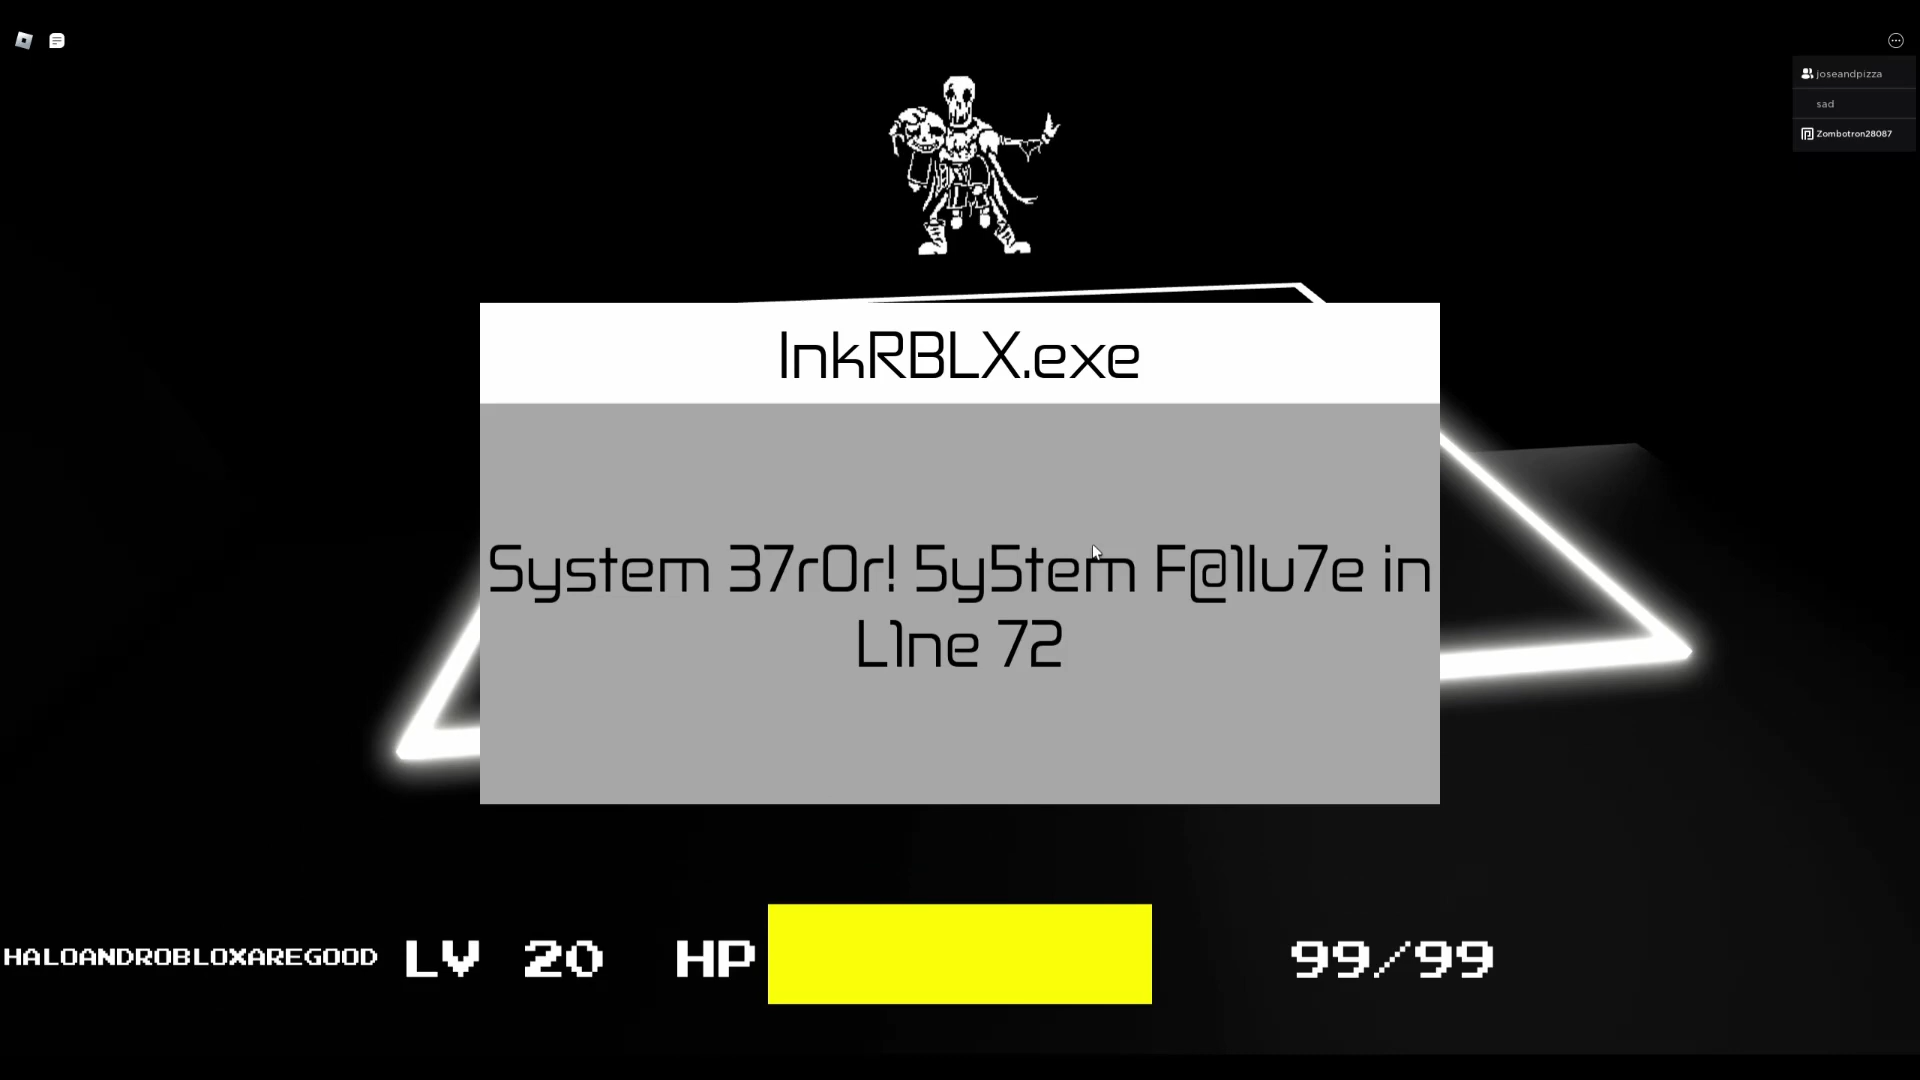 joseandpizza
sad
Zombotron28087
InkRBLX.exe
System 37r0r! 5y5tem F@1lu7e in
L1ne 72
HALOANDROBLOXAREGOOD LV 20 HP 99/99